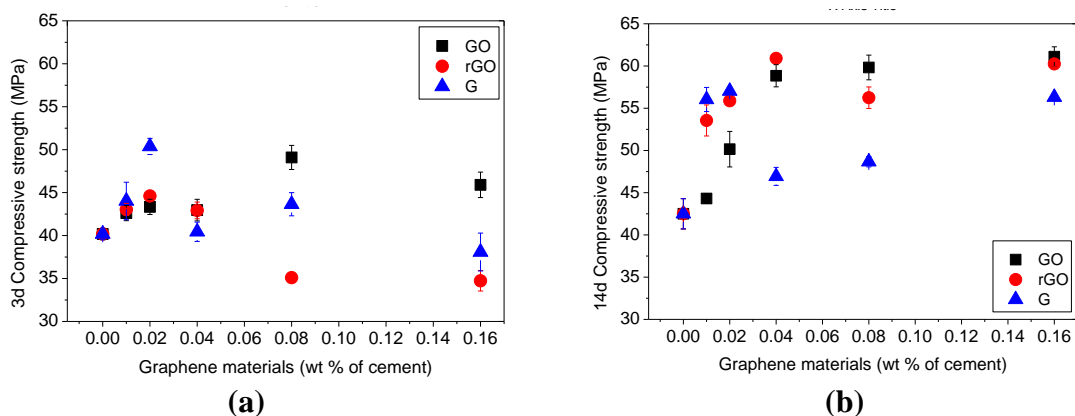 65
60
55
50
45
40
35
30
3d Compressive strength (MPa)
GO
rGO
G
0.00 0.02 0.04 0.06 0.08 0.10 0.12 0.14 0.16
Graphene materials (wt % of cement)
(a)
65
60
55
50
45
40
35
30
14d Compressive strength (MPa)
GO
rGO
G
0.00 0.02 0.04 0.06 0.08 0.10 0.12 0.14 0.16
Graphene materials (wt % of cement)
(b)